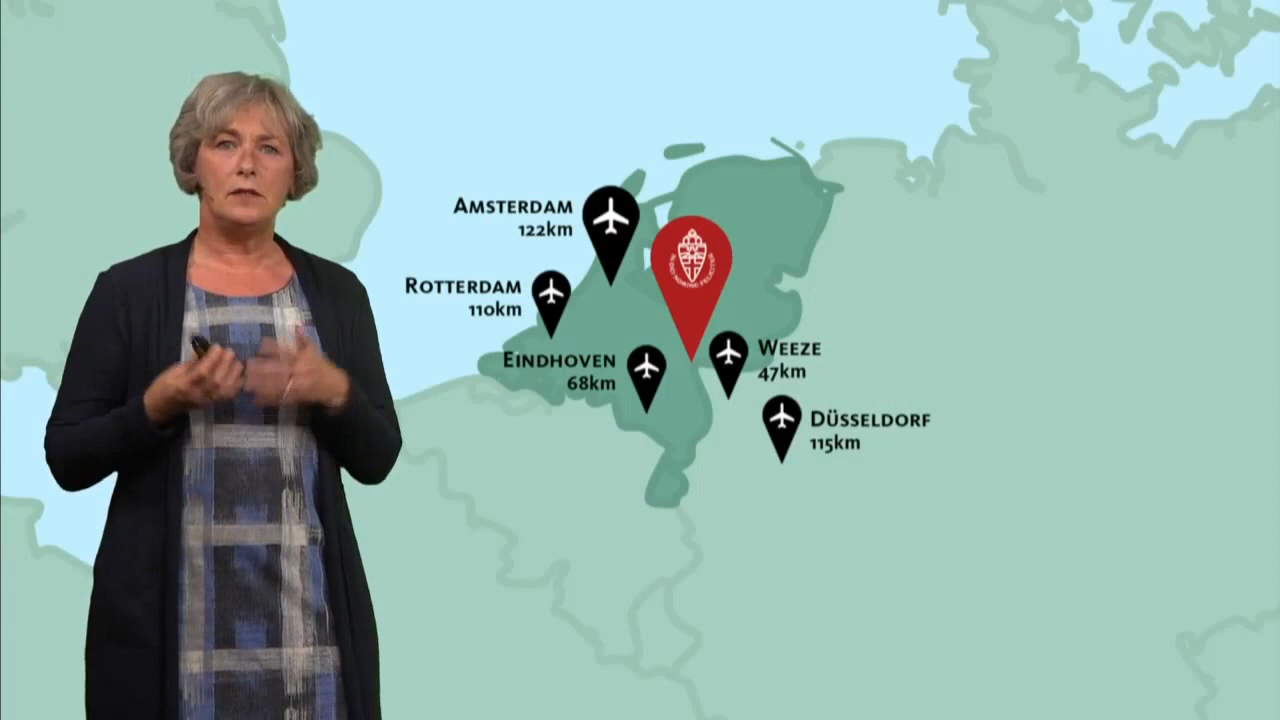 AMSTERDAM
122km
ROTTERDAM
110km
EINDHOVEN
68km
WEEZE
47km
DÜSSELDORF
115km